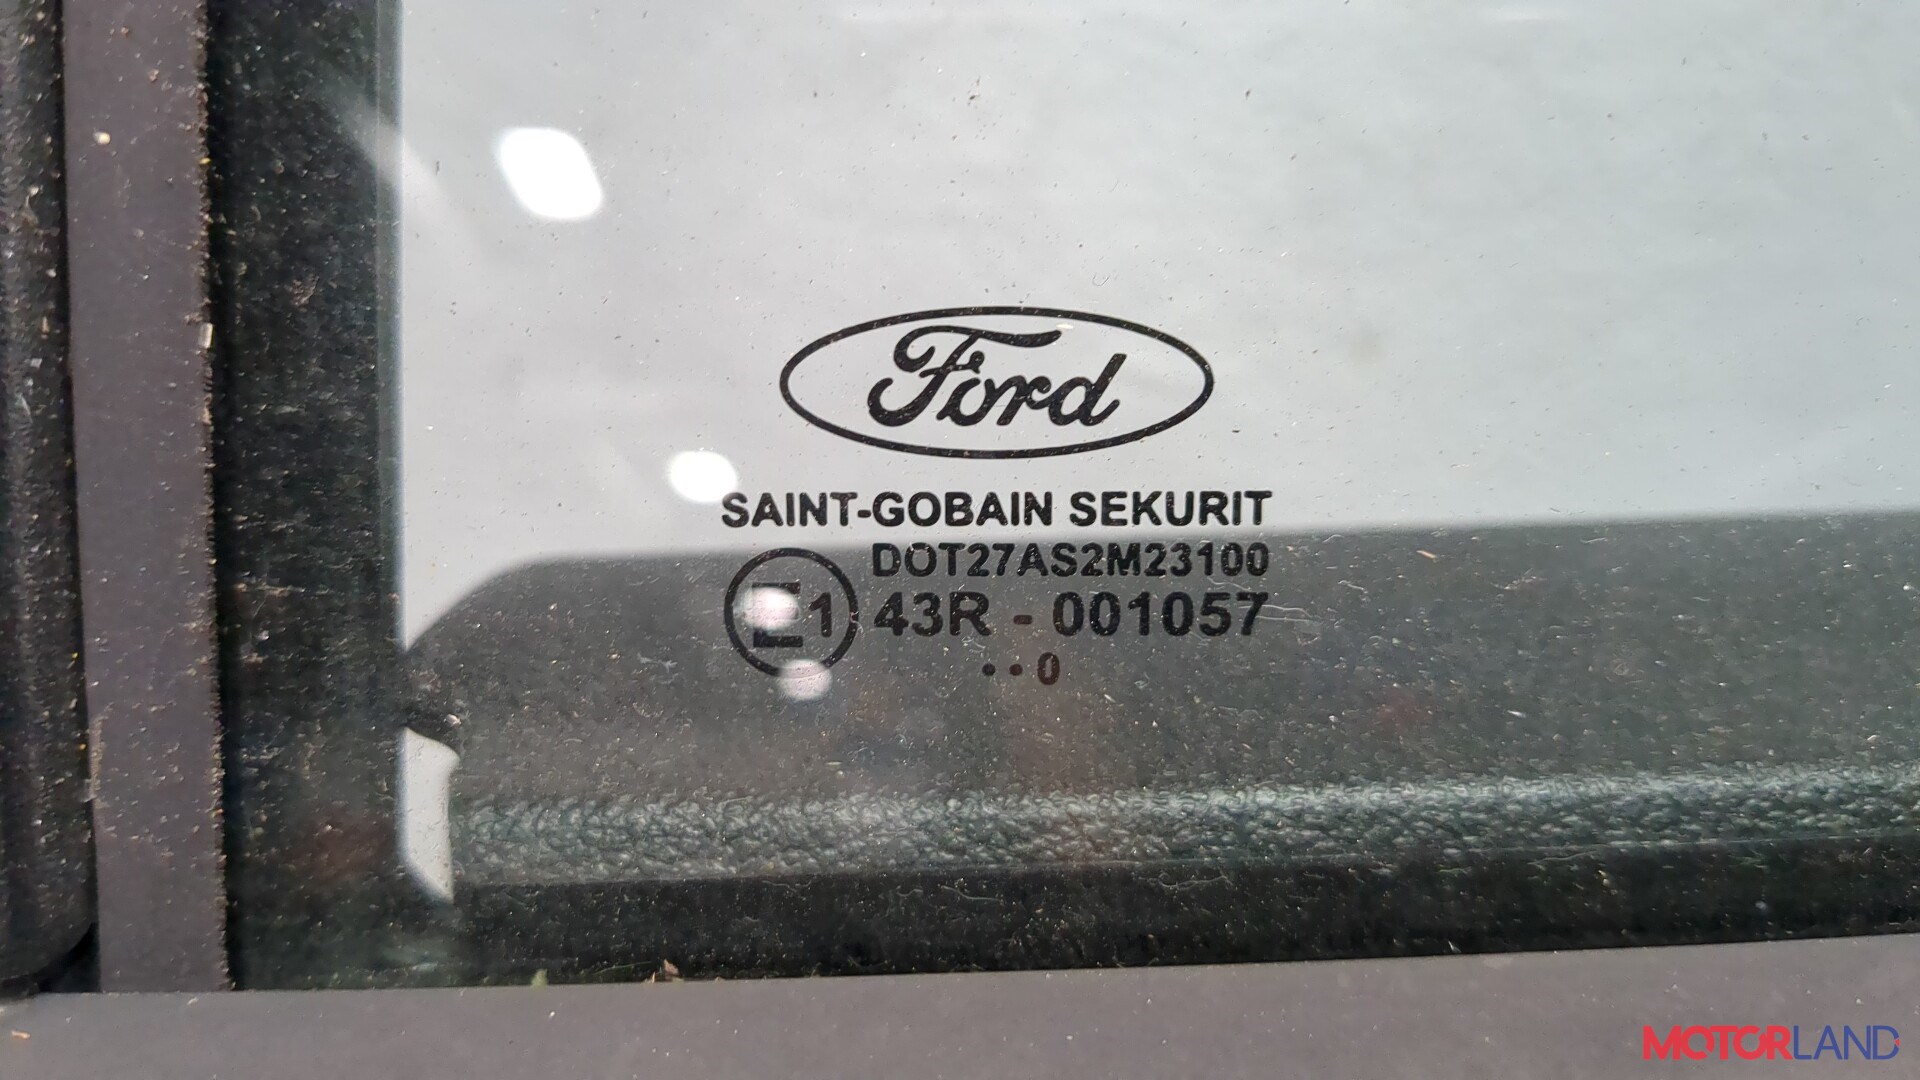 Ford
SAINT-GOBAIN SEKURIT
DOT27AS2M23100
E1 43R - 001057
··0
MOTORLAND